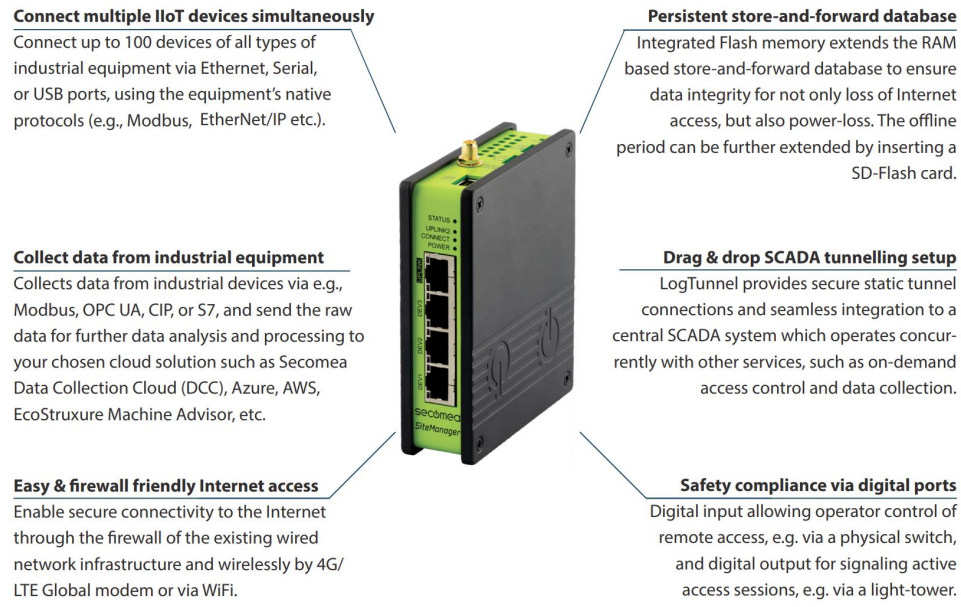 Connect multiple IIoT devices simultaneously
Connect up to 100 devices of all types of
industrial equipment via Ethernet, Serial,
or USB ports, using the equipment's native
protocols (e.g., Modbus, EtherNet/IP etc.).
Collect data from industrial equipment
Collects data from industrial devices via e.g.,
Modbus, OPC UA, CIP, or S7, and send the raw
data for further data analysis and processing to
your chosen cloud solution such as Secomea
Data Collection Cloud (DCC), Azure, AWS,
EcoStruxure Machine Advisor, etc.
Easy & firewall friendly Internet access
Enable secure connectivity to the Internet
through the firewall of the existing wired
network infrastructure and wirelessly by 4G/
LTE Global modem or via WiFi.
STATUS
UPLINK2
CONNECT
POWER
UPLINK
DEV3
DEV2
DEV1
secomea
SiteManager
Persistent store-and-forward database
Integrated Flash memory extends the RAM
based store-and-forward database to ensure
data integrity for not only loss of Internet
access, but also power-loss. The offline
period can be further extended by inserting a
SD-Flash card.
Drag & drop SCADA tunnelling setup
LogTunnel provides secure static tunnel
connections and seamless integration to a
central SCADA system which operates concur-
rently with other services, such as on-demand
access control and data collection.
Safety compliance via digital ports
Digital input allowing operator control of
remote access, e.g. via a physical switch,
and digital output for signaling active
access sessions, e.g. via a light-tower.